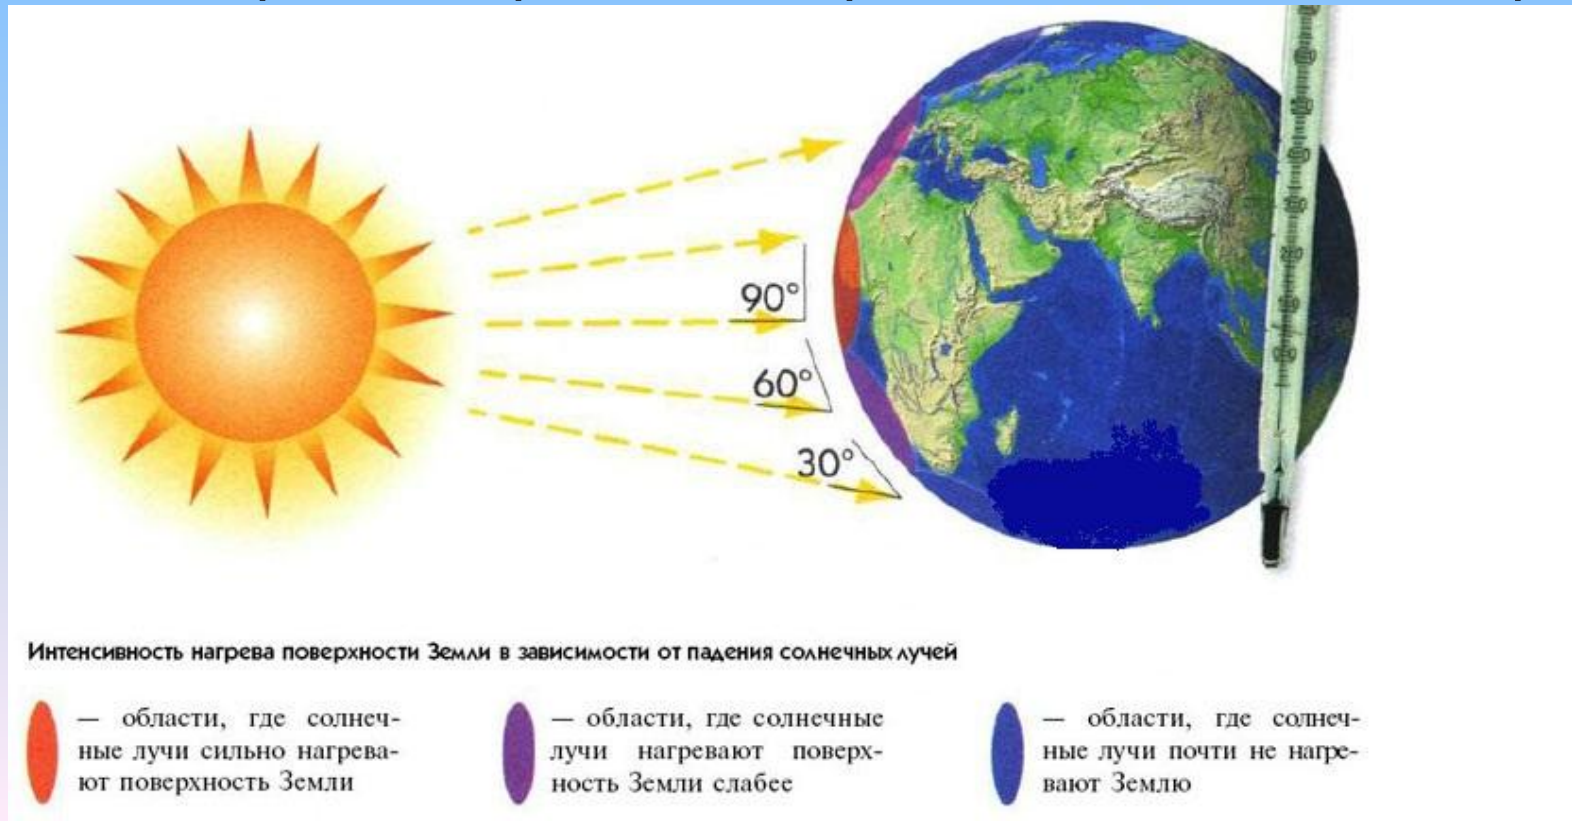 90°
60°
30°
Интенсивность нагрева поверхности Земли в зависимости от падения солнечных лучей
— области, где солнеч-
ные лучи сильно нагрева-
ют поверхность Земли
— области, где солнечные
лучи нагревают поверх-
ность Земли слабее
— области, где солнеч-
ные лучи почти не нагре-
вают Землю